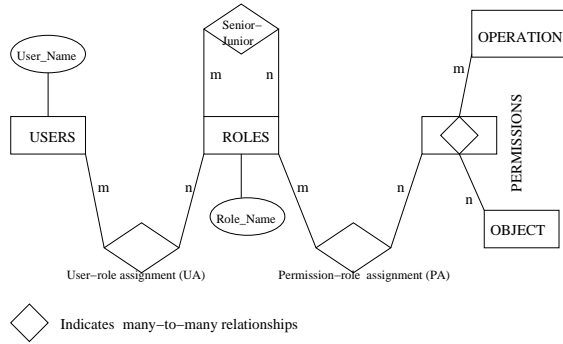 Senior-
Junior
OPERATION
User_Name
m
n
m
USERS
ROLES
PERMISSIONS
m
n
m
n
n
Role_Name
OBJECT
User-role assignment (UA)
Permission-role assignment (PA)
Indicates many-to-many relationships